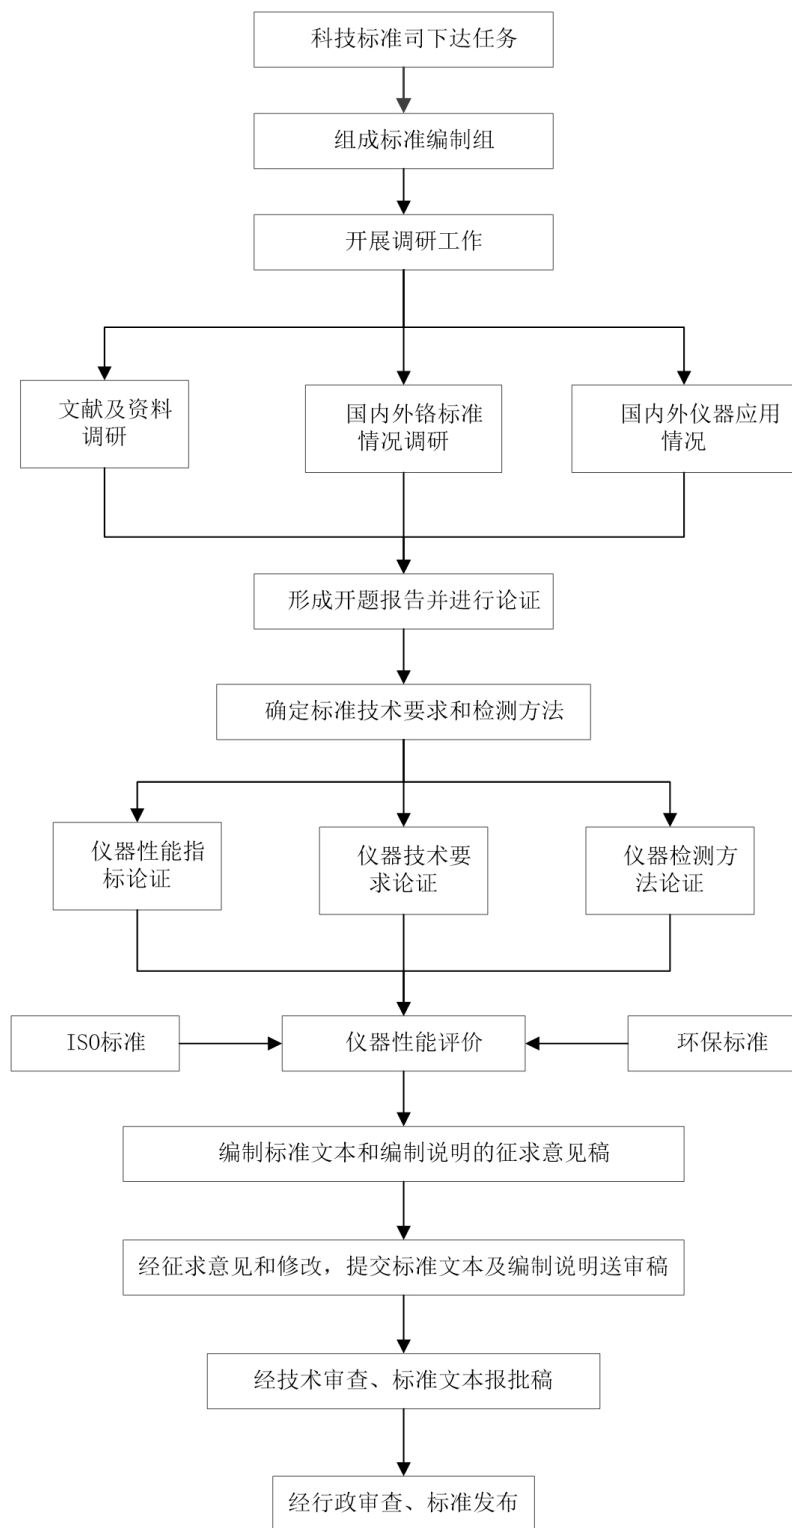 科技标准司下达任务
组成标准编制组
开展调研工作
文献及资料
调研
国内外铬标准
情况调研
国内外仪器应用
情况
形成开题报告并进行论证
确定标准技术要求和检测方法
仪器性能指
标论证
仪器技术要
求论证
仪器检测方
法论证
ISO标准
仪器性能评价
环保标准
编制标准文本和编制说明的征求意见稿
经征求意见和修改，提交标准文本及编制说明送审稿
经技术审查、标准文本报批稿
经行政审查、标准发布